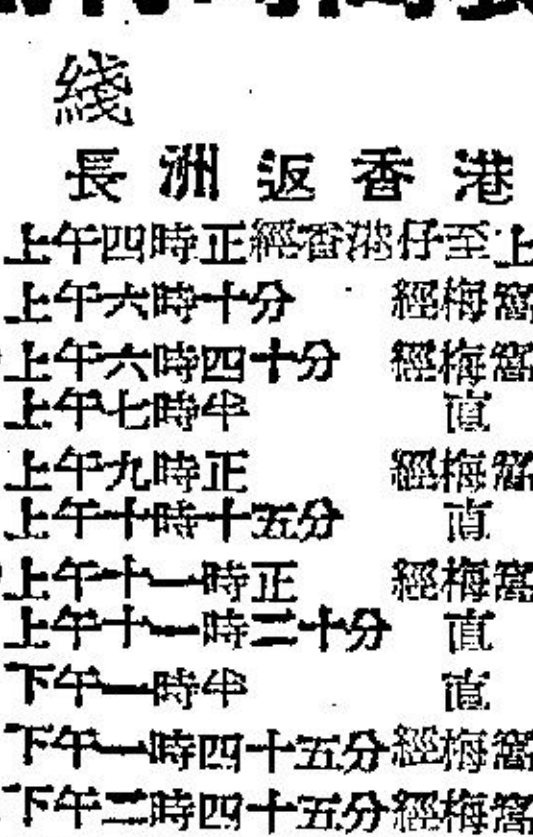 綫
長洲返香港
上午四時正經香港仔至上
上午六時十分 經梅窩
上午六時四十分 經梅窩
上午七時半 直
上午九時正 經梅窩
上午十時十五分 直
上午十一時正 經梅窩
上午十一時二十分 直
下午一時半 直
下午一時四十五分經梅窩
下午二時四十五分經梅窩